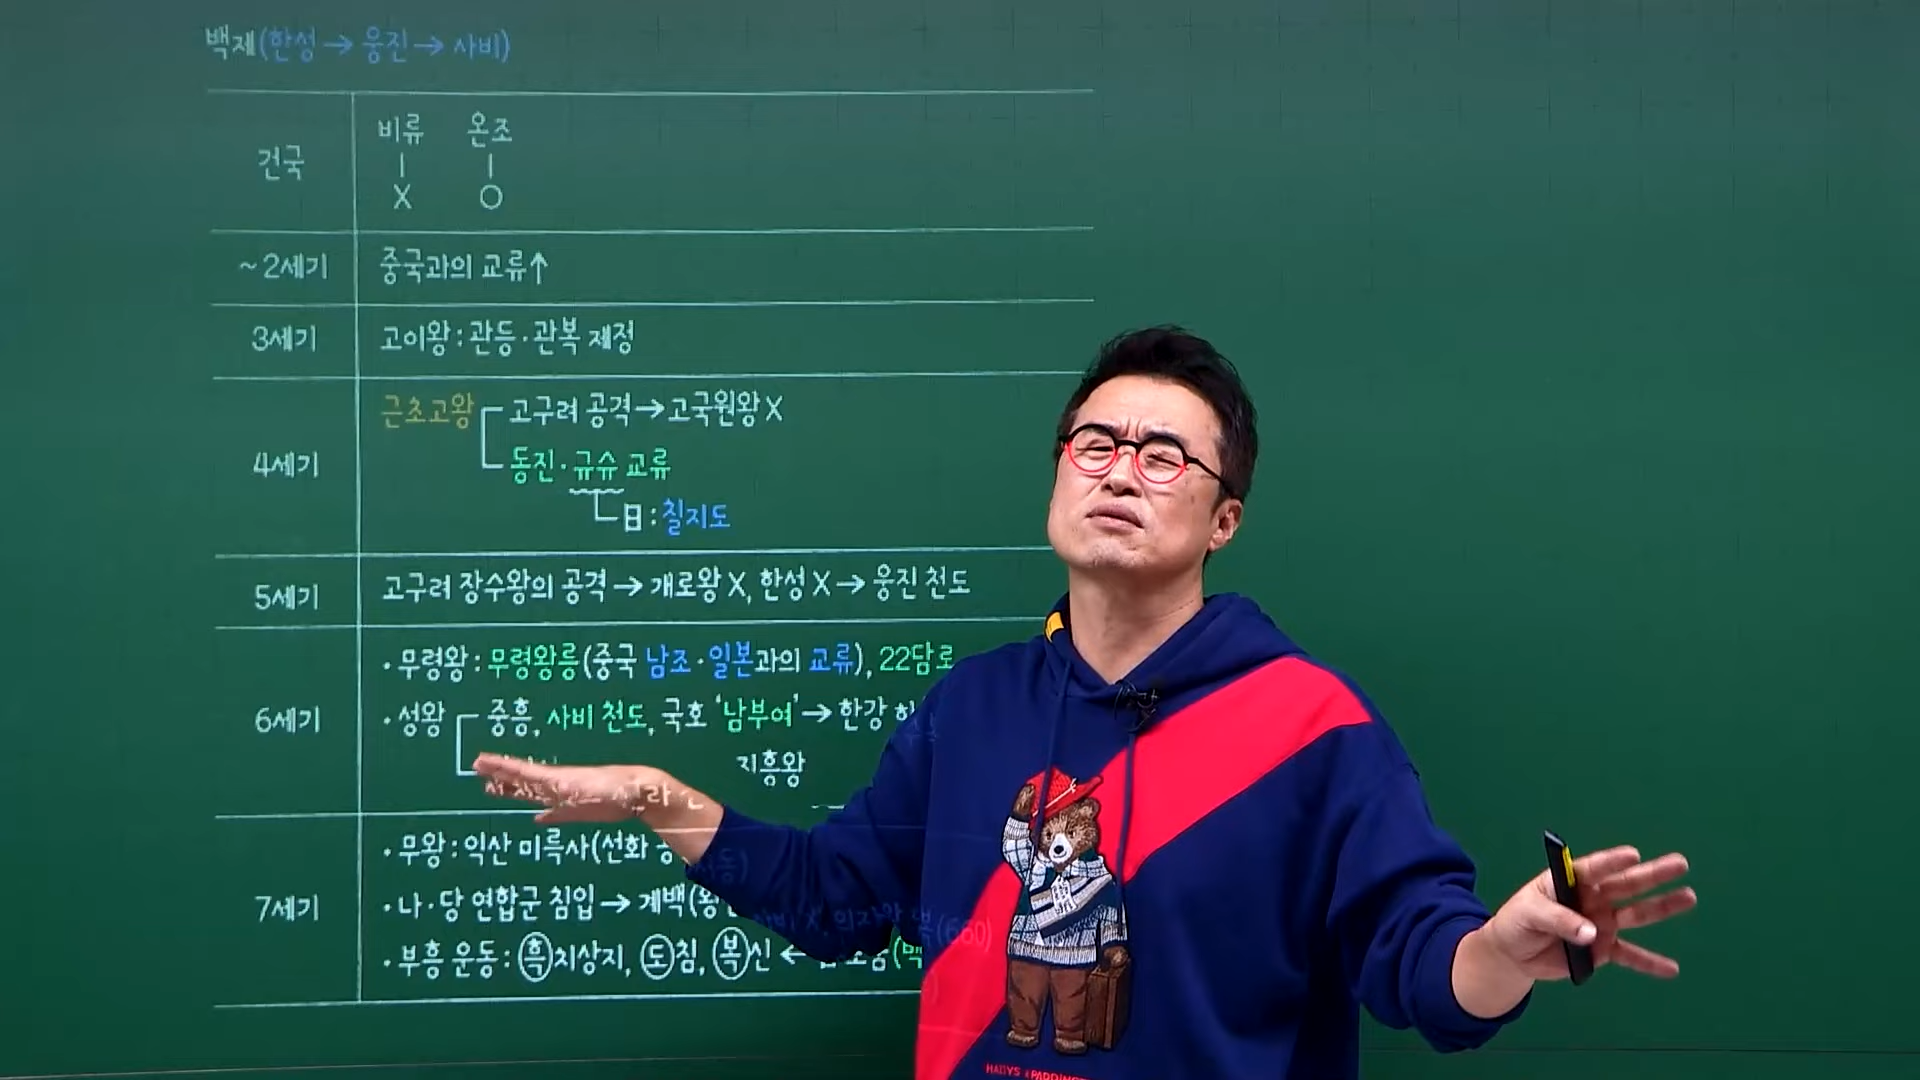 백제(한성→웅진→사비)
건국
비류 온조
X O
~2세기
중국과의 교류↑
3세기
고이왕 : 관등·관복 제정
4세기
근초고왕 고구려 공격→고국원왕 X
동진·규슈 교류
日 : 칠지도
5세기
고구려 장수왕의 공격→개로왕 X, 한성 X→웅진 천도
6세기
·무령왕 : 무령왕릉(중국 남조·일본과의 교류), 22담로
·성왕 중흥, 사비 천도, 국호 '남부여'→한강
지흥왕
7세기
·무왕 : 익산 미륵사(선화
·나·당 연합군 침입→계백(황 의자왕 (660)
·부흥 운동 : 흑치상지, 도침, 복신←
HARRYS PADDINGT